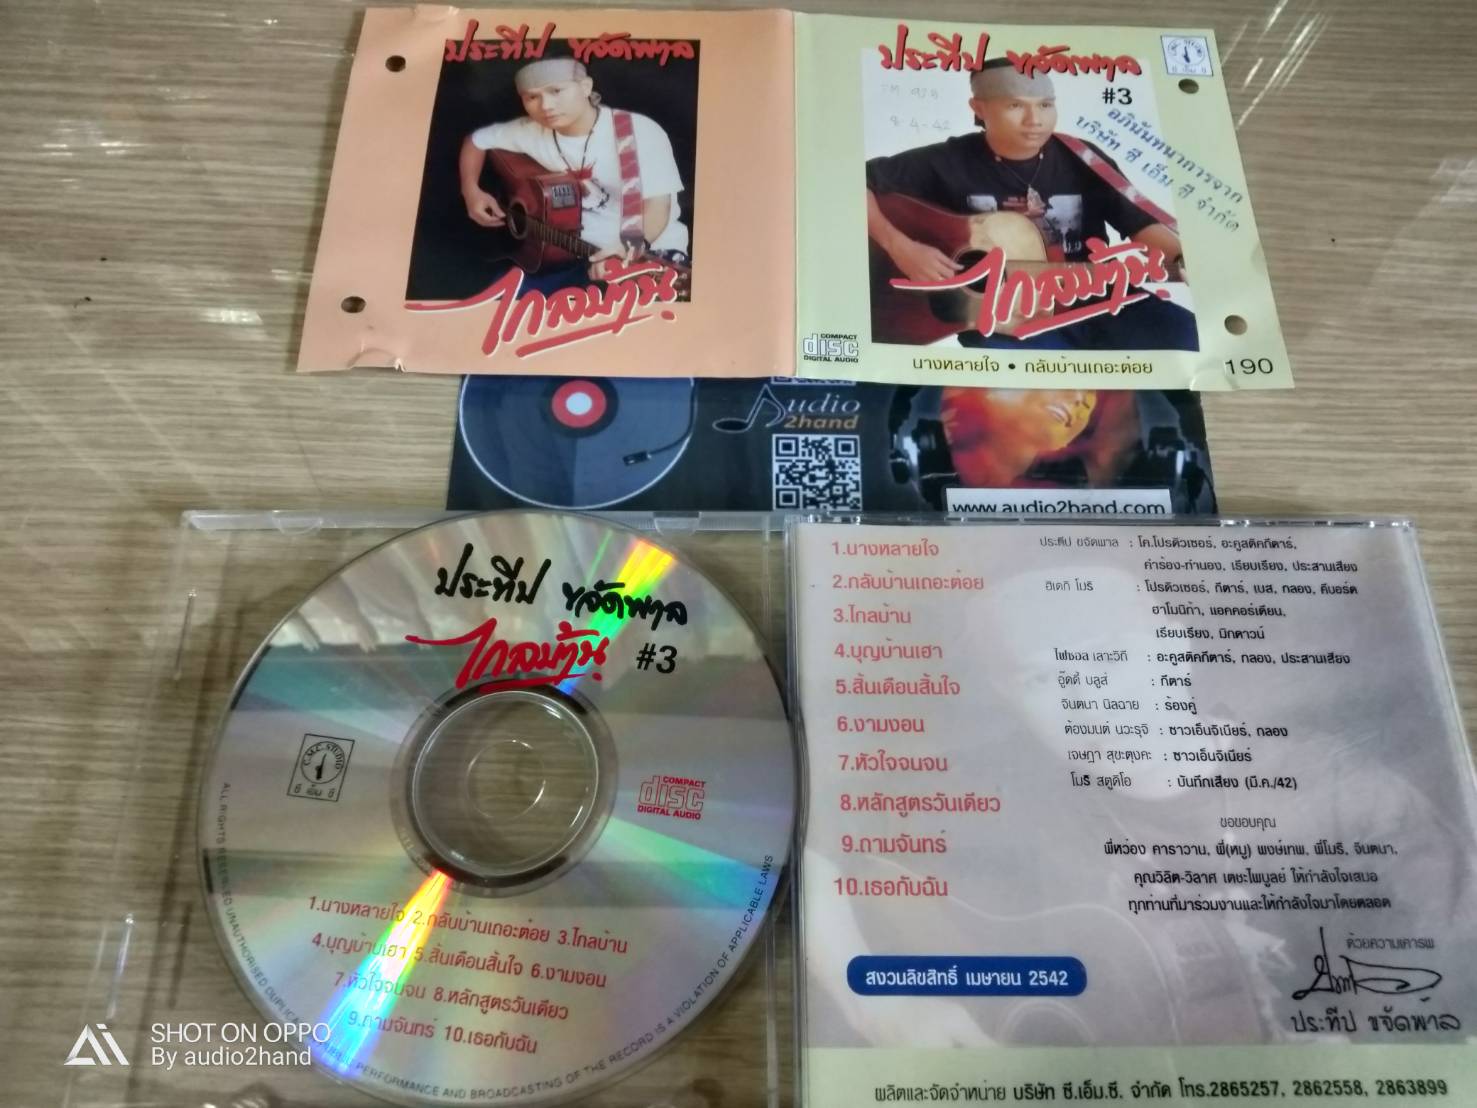 ประทีป ขจัดพาล
ไกลบ้าน
ประทีป ขจัดพาล
#3
ซี เอ็ม ซี
FM
8-4-42
อภินันทนาการจาก
บริษัท ซี เอ็ม ซี จำกัด
ไกลบ้าน
COMPACT
disc
DIGITAL AUDIO
นางหลายใจ • กลับบ้านเถอะต๋อย
190
Audio
2hand
www.audio2hand.com
ประทีป ขจัดพาล
ไกลบ้าน #3
C.M.C. STUDIO
ซี เอ็ม ซี
COMPACT
disc
DIGITAL AUDIO
1.นางหลายใจ 2.กลับบ้านเถอะต๋อย 3.ไกลบ้าน
4.บุญบ้านเฮา 5.สิ้นเดือนสิ้นใจ 6.งามงอน
7.หัวใจจนจน 8.หลักสูตรวันเดียว
9.ถามจันทร์ 10.เธอกับฉัน
ALL RIGHTS RESERVED UNAUTHORISED DUPLICATION PUBLIC PERFORMANCE AND BROADCASTING OF THE RECORD IS A VIOLATION OF APPLICABLE LAWS
1.นางหลายใจ
2.กลับบ้านเถอะต๋อย
3.ไกลบ้าน
4.บุญบ้านเฮา
5.สิ้นเดือนสิ้นใจ
6.งามงอน
7.หัวใจจนจน
8.หลักสูตรวันเดียว
9.ถามจันทร์
10.เธอกับฉัน
ประทีป ขจัดพาล : โค.โปรดิวเซอร์, อะคูสติคกีตาร์,
คำร้อง-ทำนอง, เรียบเรียง, ประสานเสียง
ฮิเดกิ โมริ : โปรดิวเซอร์, กีตาร์, เบส, กลอง, คีบอร์ด
ฮาโมนิก้า, แอคคอร์เดียน,
เรียบเรียง, มิกดาวน์
ไฟซอล เลาะวิถี : อะคูสติคกีตาร์, กลอง, ประสานเสียง
อู๊ดดี้ บลูส์ : กีตาร์
จินตนา นิลฉาย : ร้องคู่
ต้องมนต์ นวะรุจิ : ซาวเอ็นจิเนียร์, กลอง
เจษฎา สุขะตุงคะ : ซาวเอ็นจิเนียร์
โมริ สตูดิโอ : บันทึกเสียง (มี.ค./42)
ขอขอบคุณ
พี่หว่อง คาราวาน, พี่(หมู) พงษ์เทพ, พี่โมริ, จินตนา,
คุณวิลิต-วิลาศ เตชะไพบูลย์ ให้กำลังใจเสมอ
ทุกท่านที่มาร่วมงานและให้กำลังใจมาโดยตลอด
ด้วยความเคารพ
ประทีป ขจัดพาล
สงวนลิขสิทธิ์ เมษายน 2542
ผลิตและจัดจำหน่าย บริษัท ซี.เอ็ม.ซี. จำกัด โทร.2865257, 2862558, 2863899
SHOT ON OPPO
By audio2hand